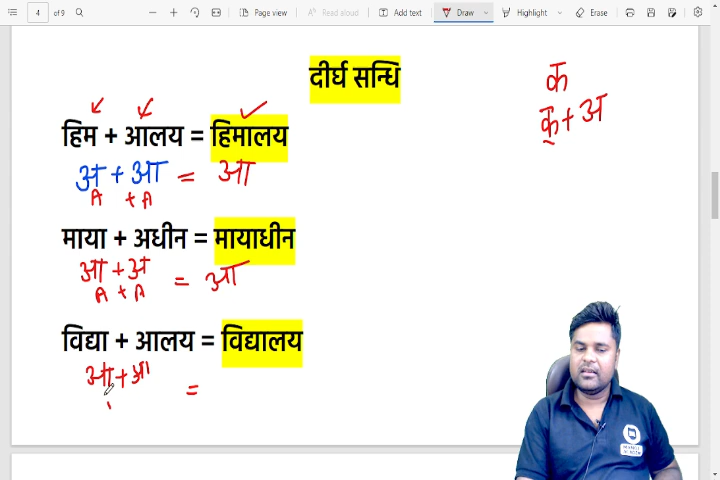 4 of 9 Page view Read aloud Add text Draw Highlight Erase
दीर्घ सन्धि
क
क् + अ
हिम + आलय = हिमालय
अ + आ = आ
A + A
माया + अधीन = मायाधीन
आ + अ = आ
A + A
विद्या + आलय = विद्यालय
आ + आ =